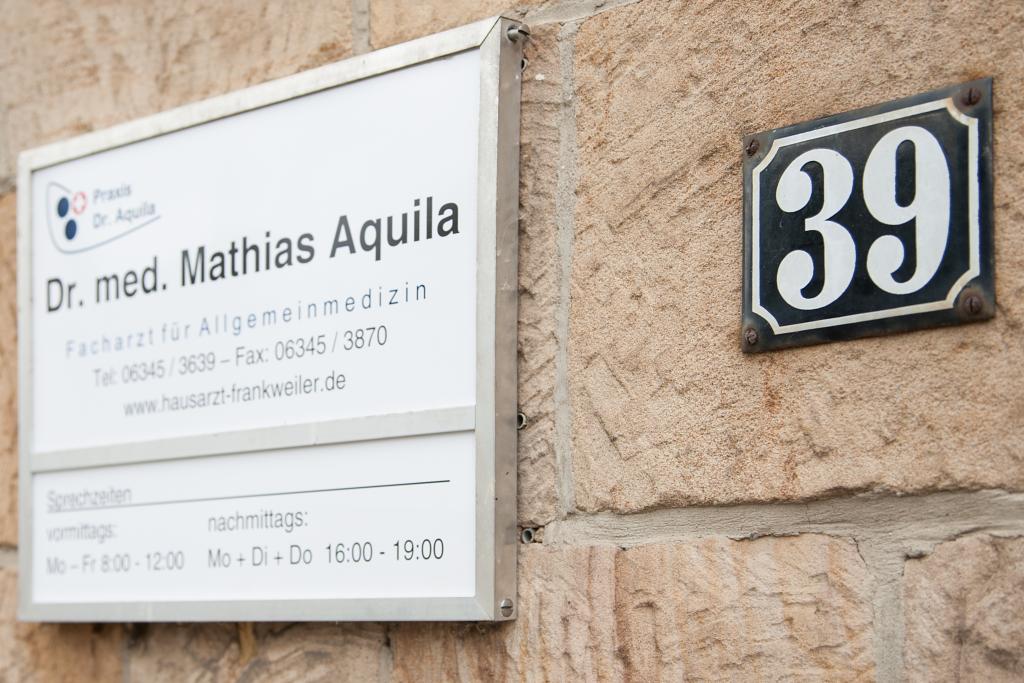 Praxis
Dr. Aquila
Dr. med. Mathias Aquila
Facharzt für Allgemeinmedizin
Tel: 06345 / 3639 – Fax: 06345 / 3870
www.hausarzt-frankweiler.de
Sprechzeiten
vormittags: nachmittags:
Mo – Fr 8:00 - 12:00 Mo + Di + Do 16:00 - 19:00
39